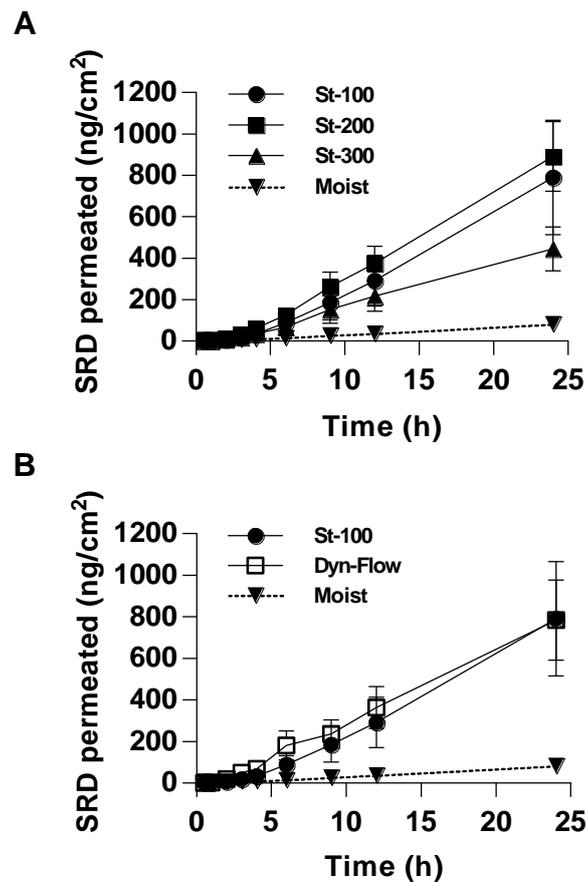 A
SRD permeated (ng/cm²)
1200
1000
800
600
400
200
0
St-100
St-200
St-300
Moist
0 5 10 15 20 25
Time (h)
B
SRD permeated (ng/cm²)
1200
1000
800
600
400
200
0
St-100
Dyn-Flow
Moist
0 5 10 15 20 25
Time (h)